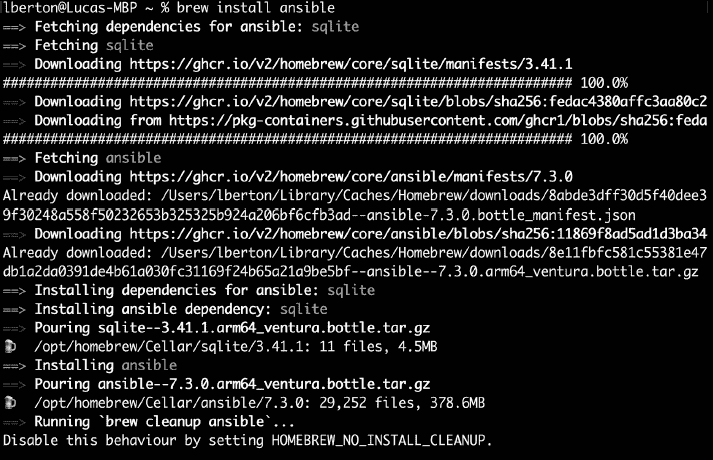 lberton@Lucas-MBP ~ % brew install ansible
==> Fetching dependencies for ansible: sqlite
==> Fetching sqlite
==> Downloading https://ghcr.io/v2/homebrew/core/sqlite/manifests/3.41.1
######################################################################## 100.0%
==> Downloading https://ghcr.io/v2/homebrew/core/sqlite/blobs/sha256:fedac4380affc3aa80c2
==> Downloading from https://pkg-containers.githubusercontent.com/ghcr1/blobs/sha256:feda
######################################################################## 100.0%
==> Fetching ansible
==> Downloading https://ghcr.io/v2/homebrew/core/ansible/manifests/7.3.0
Already downloaded: /Users/lberton/Library/Caches/Homebrew/downloads/8abde3dff30d5f40dee3
9f30248a558f50232653b325325b924a206bf6cfb3ad--ansible-7.3.0.bottle_manifest.json
==> Downloading https://ghcr.io/v2/homebrew/core/ansible/blobs/sha256:11869f8ad5ad1d3ba34
Already downloaded: /Users/lberton/Library/Caches/Homebrew/downloads/8e11fbfc581c55381e47
db1a2da0391de4b61a030fc31169f24b65a21a9be5bf--ansible--7.3.0.arm64_ventura.bottle.tar.gz
==> Installing dependencies for ansible: sqlite
==> Installing ansible dependency: sqlite
==> Pouring sqlite--3.41.1.arm64_ventura.bottle.tar.gz
🍺 /opt/homebrew/Cellar/sqlite/3.41.1: 11 files, 4.5MB
==> Installing ansible
==> Pouring ansible--7.3.0.arm64_ventura.bottle.tar.gz
🍺 /opt/homebrew/Cellar/ansible/7.3.0: 29,252 files, 378.6MB
==> Running `brew cleanup ansible`...
Disable this behaviour by setting HOMEBREW_NO_INSTALL_CLEANUP.